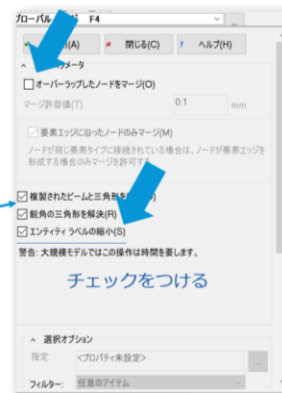 グローバル F4
(A) 閉じる(C) ? ヘルプ(H)
オーバーラップしたノードをマージ(O)
マージ許容値(T) 0.1 mm
要素エッジに沿ったノードのみマージ(M)
ノードが同じ要素タイプに接続されている場合は、ノードが要素エッジを
形成する場合のみマージを許可する
複製されたビームと三角形を
鋭角の三角形を解決(R)
エンティティ ラベルの縮小(S)
警告: 大規模モデルではこの操作は時間を要します。
チェックをつける
選択オプション
指定: <プロパティ未設定> ...
フィルター: 任意のアイテム